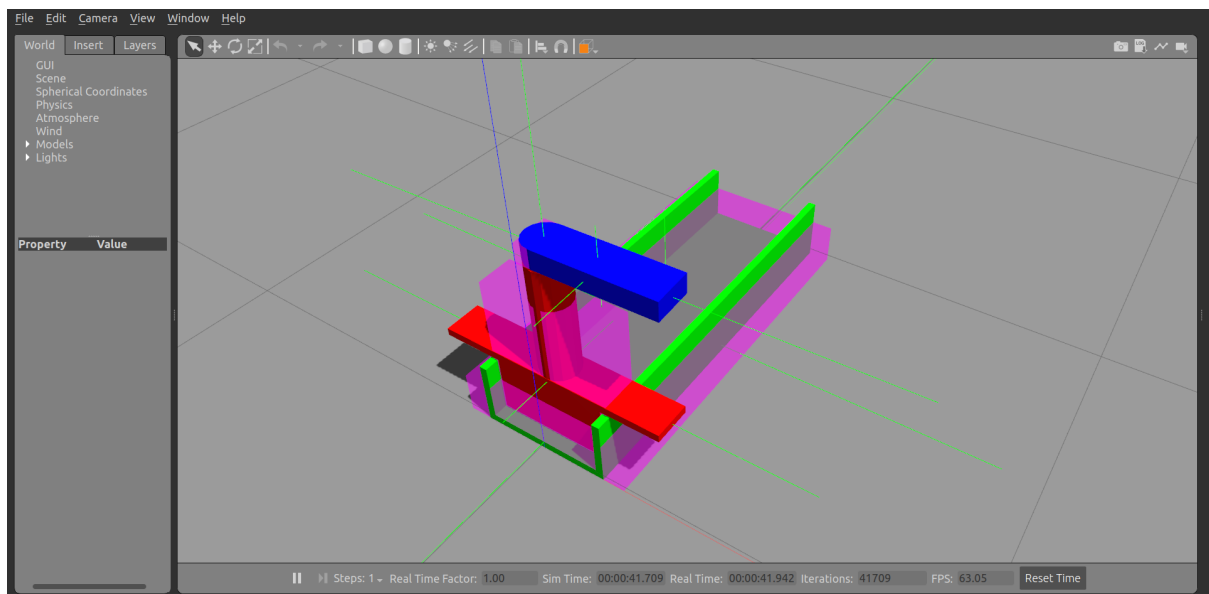 File Edit Camera View Window Help
World Insert Layers
GUI
Scene
Spherical Coordinates
Physics
Atmosphere
Wind
Models
Lights
Property Value
Steps: 1 Real Time Factor: 1.00 Sim Time: 00:00:41.709 Real Time: 00:00:41.942 Iterations: 41709 FPS: 63.05 Reset Time